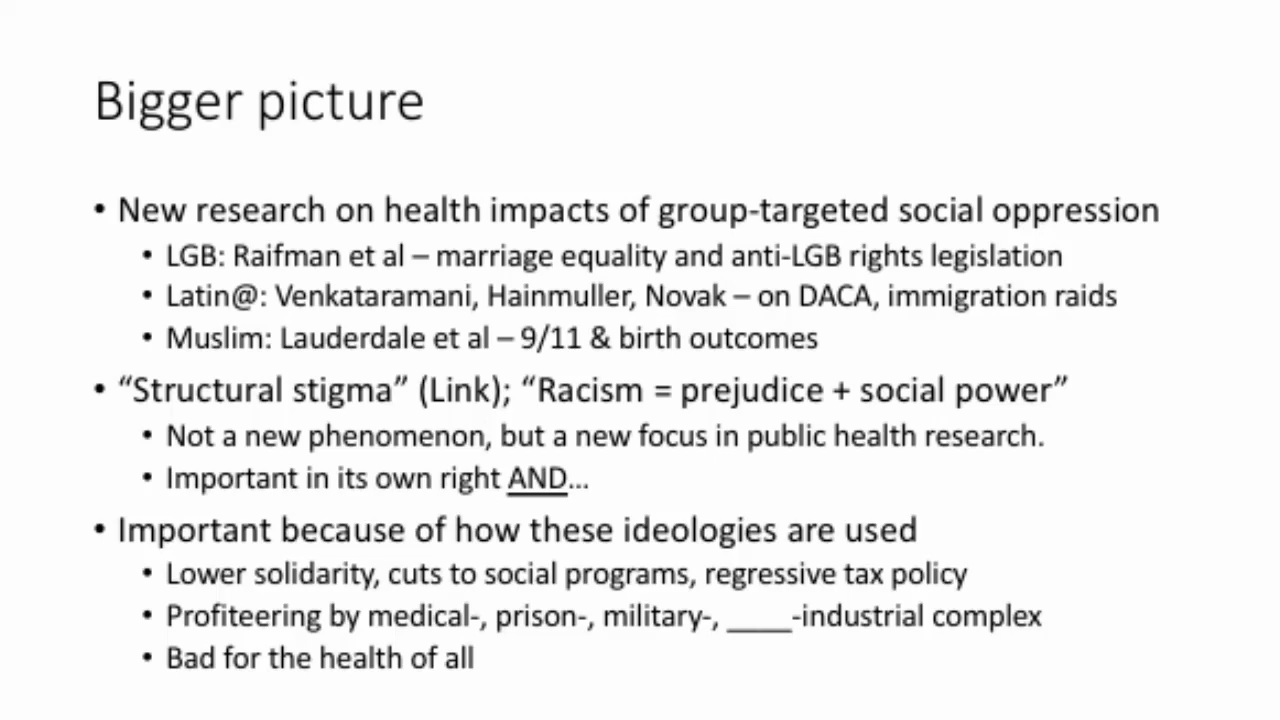 Bigger picture
• New research on health impacts of group-targeted social oppression
• LGB: Raifman et al – marriage equality and anti-LGB rights legislation
• Latin@: Venkataramani, Hainmuller, Novak – on DACA, immigration raids
• Muslim: Lauderdale et al – 9/11 & birth outcomes
• “Structural stigma” (Link); “Racism = prejudice + social power”
• Not a new phenomenon, but a new focus in public health research.
• Important in its own right AND…
• Important because of how these ideologies are used
• Lower solidarity, cuts to social programs, regressive tax policy
• Profiteering by medical-, prison-, military-, ____-industrial complex
• Bad for the health of all